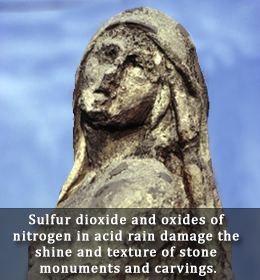 Sulfur dioxide and oxides of
nitrogen in acid rain damage the
shine and texture of stone
monuments and carvings.